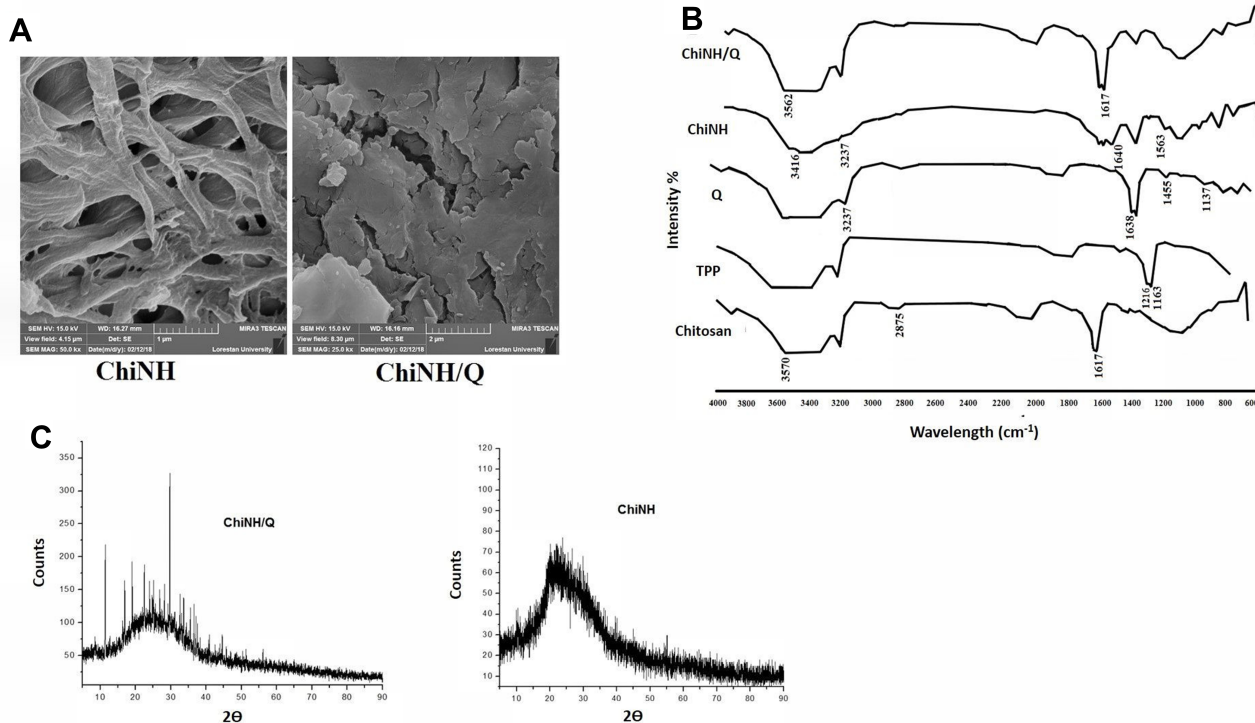 A
SEM HV: 15.0 kV WD: 16.27 mm MIRA3 TESCAN
View field: 4.15 µm Det: SE 1 µm
SEM MAG: 50.0 kx Date(m/d/y): 02/12/18 Lorestan University
SEM HV: 15.0 kV WD: 16.16 mm MIRA3 TESCAN
View field: 8.30 µm Det: SE 2 µm
SEM MAG: 25.0 kx Date(m/d/y): 02/12/18 Lorestan University
ChiNH
ChiNH/Q
B
Intensity %
ChiNH/Q
3562
1617
ChiNH
3416
3237
1640
1563
Q
3237
1638
1455
1137
TPP
1216
1163
Chitosan
3570
2875
1617
4000 3800 3600 3400 3200 3000 2800 2600 2400 2200 2000 1800 1600 1400 1200 1000 800 600
Wavelength (cm-1)
C
Counts
350
300
250
200
150
100
50
ChiNH/Q
10 20 30 40 50 60 70 80 90
2Θ
Counts
120
110
100
90
80
70
60
50
40
30
20
10
ChiNH
10 20 30 40 50 60 70 80 90
2Θ